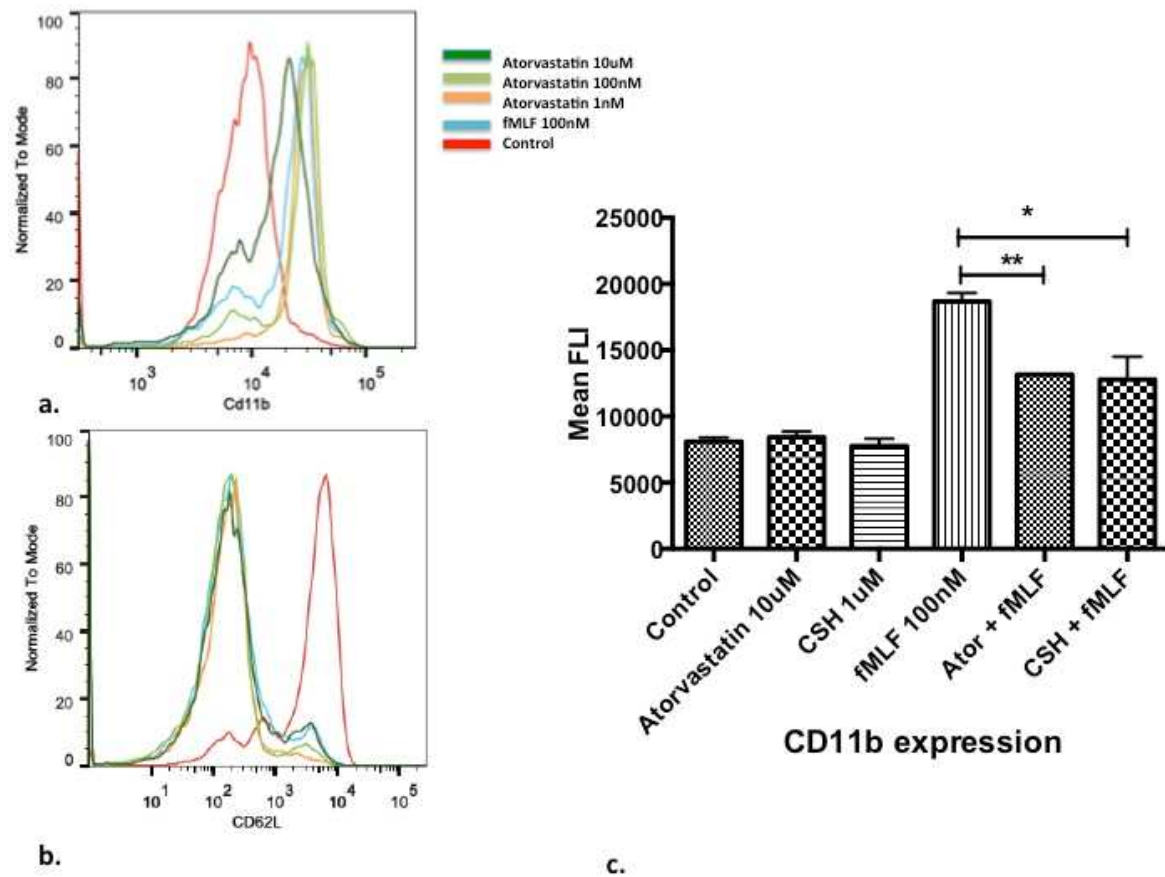 100
80
60
40
20
0
Normalized To Mode
10^3
10^4
10^5
Cd11b
a.
Atorvastatin 10uM
Atorvastatin 100nM
Atorvastatin 1nM
fMLF 100nM
Control
100
80
60
40
20
0
Normalized To Mode
10^1
10^2
10^3
10^4
10^5
CD62L
b.
25000
20000
15000
10000
5000
0
Mean FLI
*
**
Control
Atorvastatin 10uM
CSH 1uM
fMLF 100nM
Ator + fMLF
CSH + fMLF
CD11b expression
c.